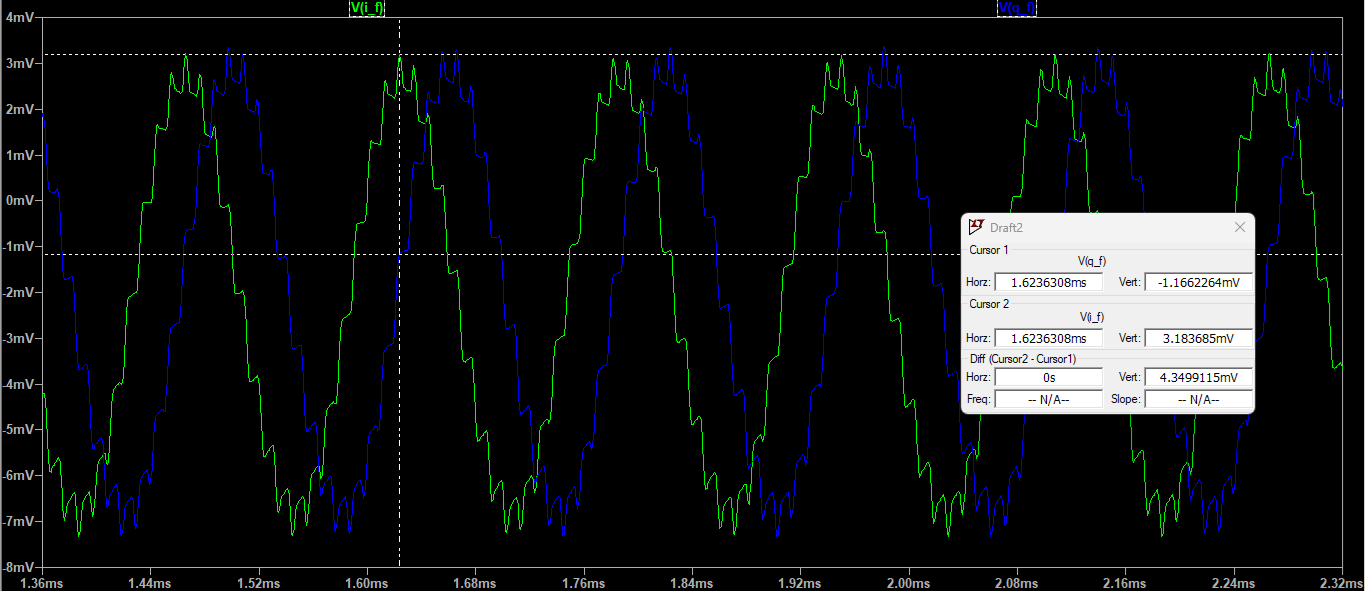 V(i_f) V(q_f)
4mV
3mV
2mV
1mV
0mV
-1mV
-2mV
-3mV
-4mV
-5mV
-6mV
-7mV
-8mV
1.36ms 1.44ms 1.52ms 1.60ms 1.68ms 1.76ms 1.84ms 1.92ms 2.00ms 2.08ms 2.16ms 2.24ms 2.32ms
Draft2
Cursor 1
V(q_f)
Horz: 1.6236308ms Vert: -1.1662264mV
Cursor 2
V(i_f)
Horz: 1.6236308ms Vert: 3.183685mV
Diff (Cursor2 - Cursor1)
Horz: 0s Vert: 4.3499115mV
Freq: -- N/A-- Slope: -- N/A--